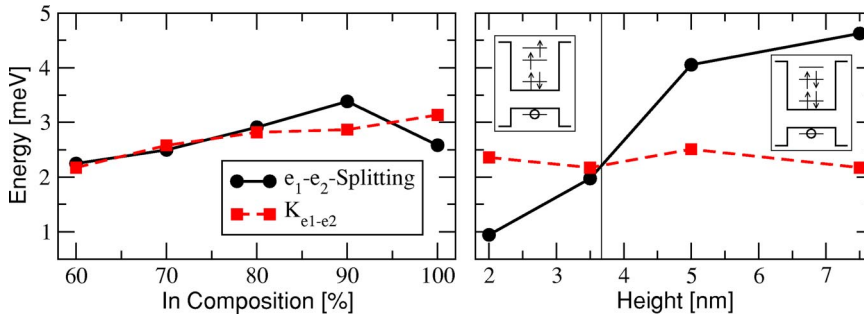 Energy [meV]
5
4
3
2
1
e1-e2-Splitting
Ke1-e2
60 70 80 90 100
In Composition [%]
2 3 4 5 6 7
Height [nm]